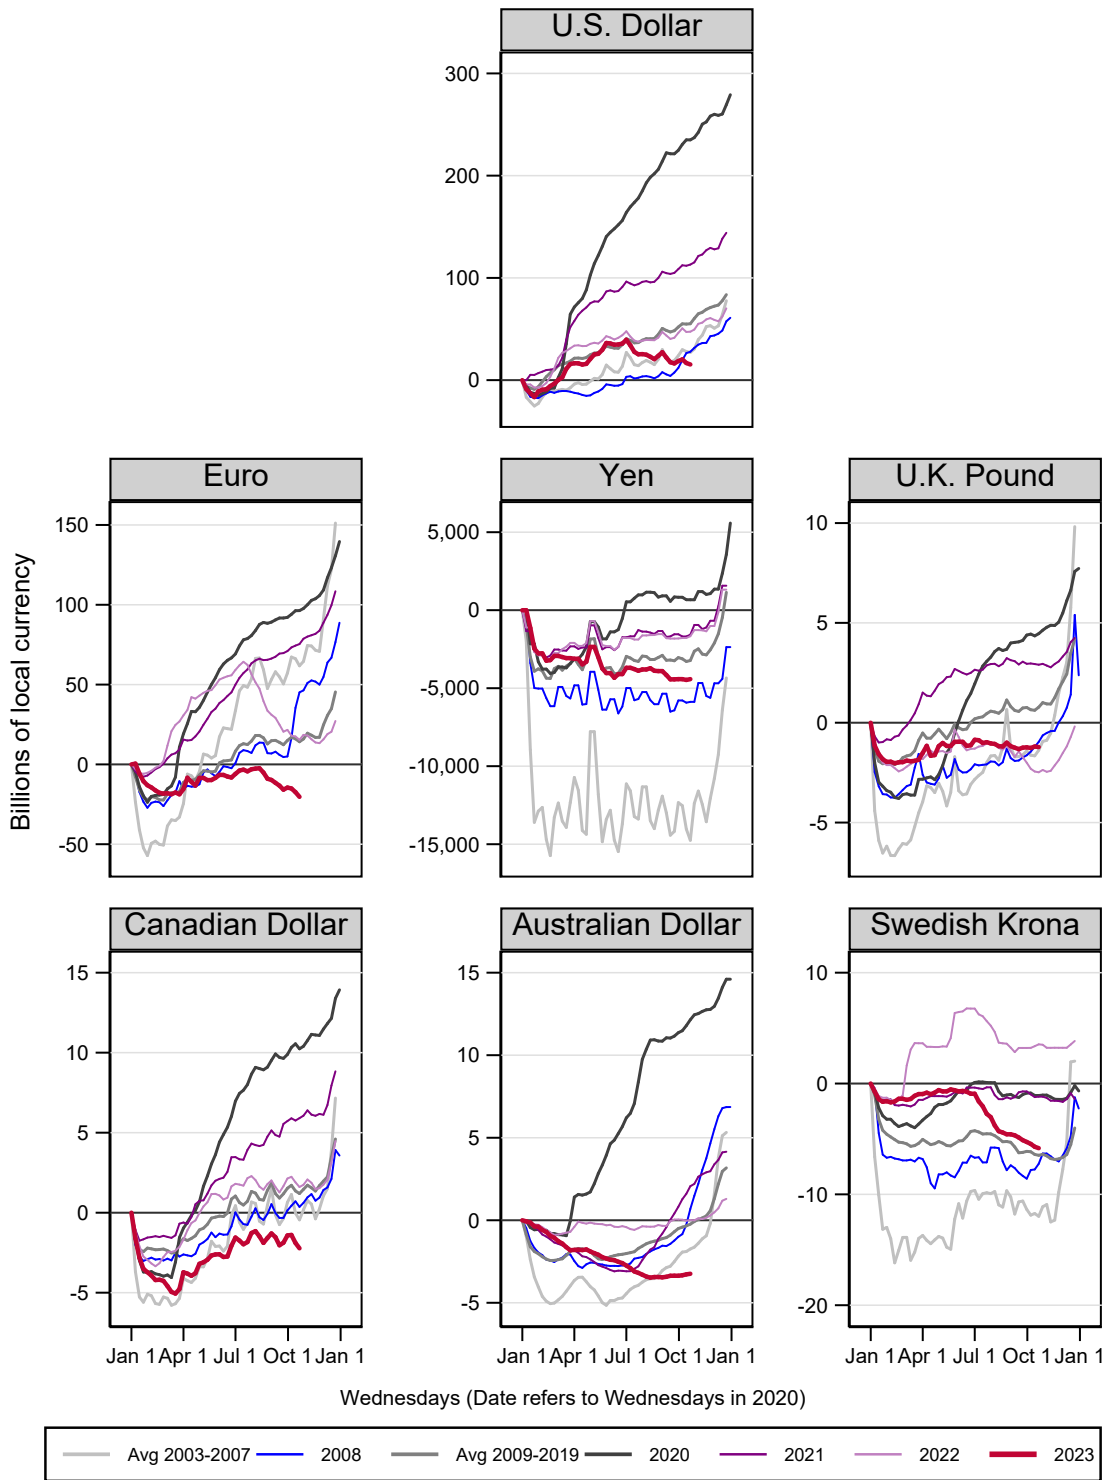 U.S. Dollar
300
200
100
0
Euro
Yen
U.K. Pound
Billions of local currency
150
100
50
0
-50
5,000
0
-5,000
-10,000
-15,000
10
5
0
-5
Canadian Dollar
Australian Dollar
Swedish Krona
15
10
5
0
-5
15
10
5
0
-5
10
0
-10
-20
Jan 1 Apr 1 Jul 1 Oct 1 Jan 1
Jan 1 Apr 1 Jul 1 Oct 1 Jan 1
Jan 1 Apr 1 Jul 1 Oct 1 Jan 1
Wednesdays (Date refers to Wednesdays in 2020)
Avg 2003-2007 2008 Avg 2009-2019 2020 2021 2022 2023